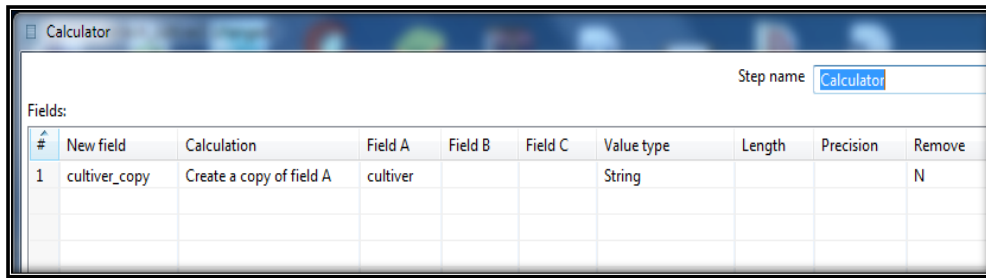 Calculator
Step name Calculator
Fields:
# New field Calculation Field A Field B Field C Value type Length Precision Remove
1 cultiver_copy Create a copy of field A cultiver String N